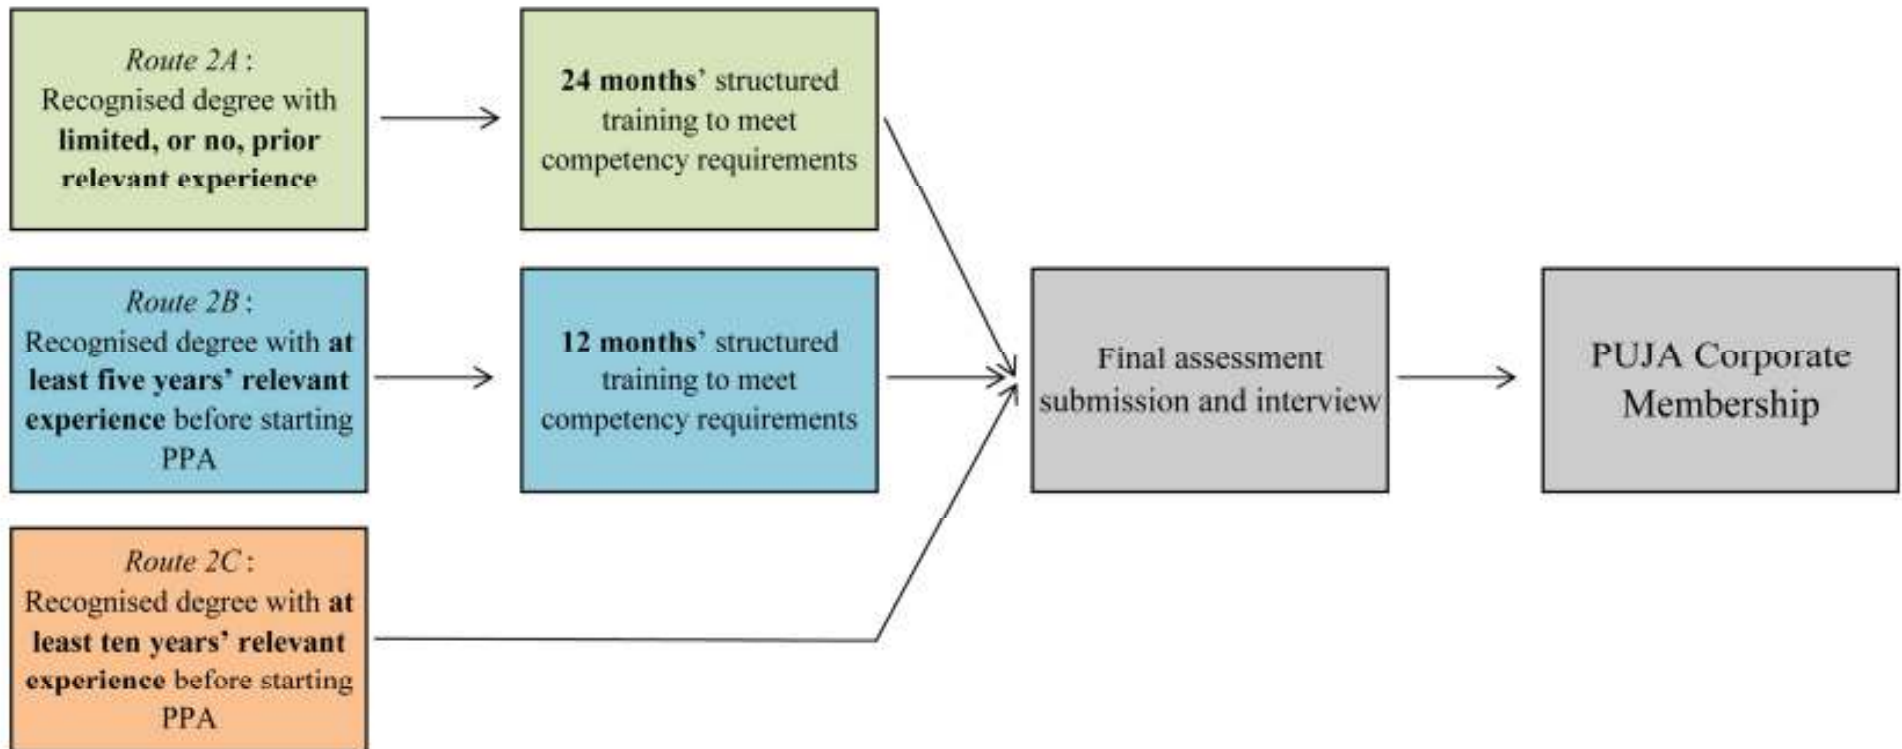 Route 2A :
Recognised degree with
limited, or no, prior
relevant experience
24 months’ structured
training to meet
competency requirements
Route 2B :
Recognised degree with at
least five years’ relevant
experience before starting
PPA
12 months’ structured
training to meet
competency requirements
Final assessment
submission and interview
PUJA Corporate
Membership
Route 2C :
Recognised degree with at
least ten years’ relevant
experience before starting
PPA